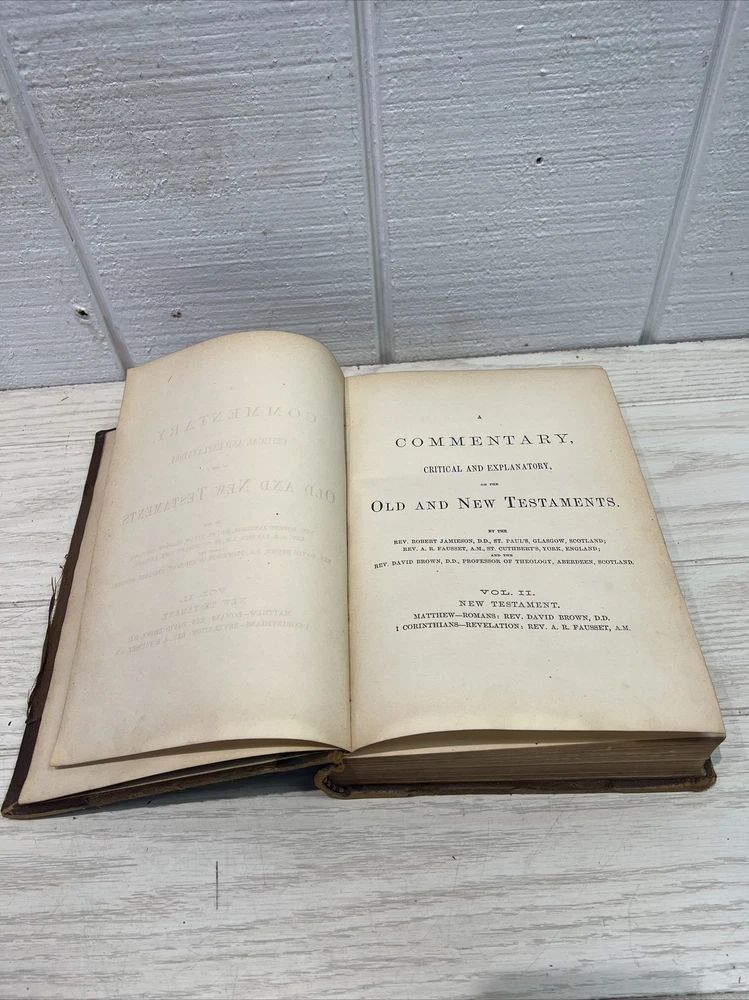 A
COMMENTARY,
CRITICAL AND EXPLANATORY,
ON THE
OLD AND NEW TESTAMENTS.
BY THE
REV. ROBERT JAMIESON, D.D., ST. PAUL'S, GLASGOW, SCOTLAND;
REV. A. R. FAUSSET, A.M., ST. CUTHBERT'S, YORK, ENGLAND;
AND THE
REV. DAVID BROWN, D.D., PROFESSOR OF THEOLOGY, ABERDEEN, SCOTLAND.
VOL. II.
NEW TESTAMENT.
MATTHEW—ROMANS: REV. DAVID BROWN, D.D.
1 CORINTHIANS—REVELATION: REV. A. R. FAUSSET, A.M.